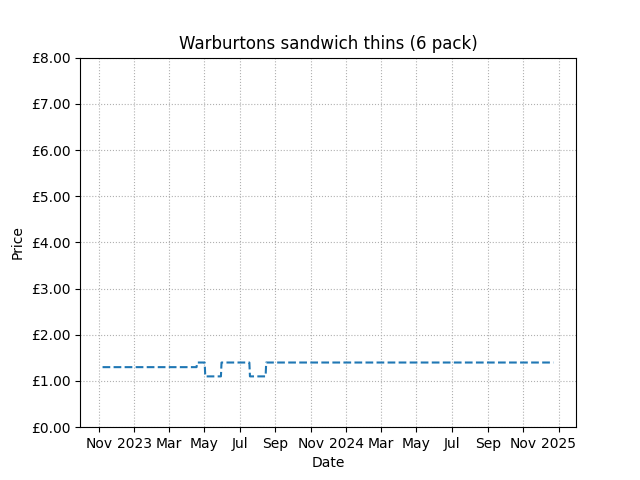 Warburtons sandwich thins (6 pack)
£8.00
£7.00
£6.00
£5.00
£4.00
£3.00
£2.00
£1.00
£0.00
Price
Nov 2023 Mar May Jul Sep Nov 2024 Mar May Jul Sep Nov 2025
Date